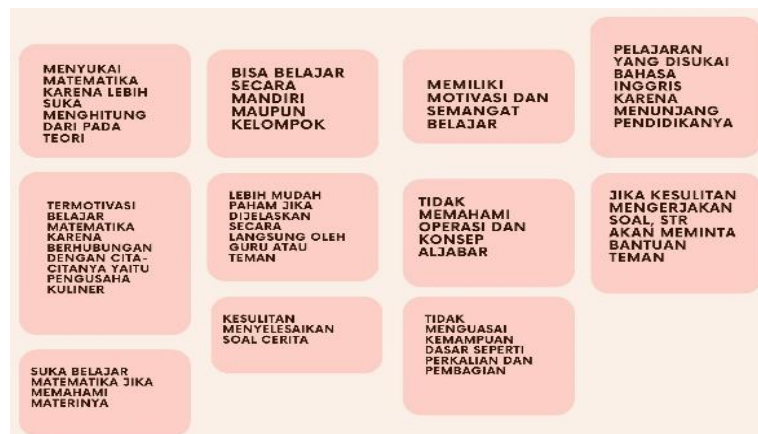 MENYUKAI
MATEMATIKA
KARENA LEBIH
SUKA
MENGHITUNG
DARI PADA
TEORI
BISA BELAJAR
SECARA
MANDIRI
MAUPUN
KELOMPOK
MEMILIKI
MOTIVASI DAN
SEMANGAT
BELAJAR
PELAJARAN
YANG DISUKAI
BAHASA
INGGRIS
KARENA
MENUNJANG
PENDIDIKANYA
TERMOTIVASI
BELAJAR
MATEMATIKA
KARENA
BERHUBUNGAN
DENGAN CITA-
CITANYA YAITU
PENGUSAHA
KULINER
LEBIH MUDAH
PAHAM JIKA
DIJELASKAN
SECARA
LANGSUNG OLEH
GURU ATAU
TEMAN
TIDAK
MEMAHAMI
OPERASI DAN
KONSEP
ALJABAR
JIKA KESULITAN
MENGERJAKAN
SOAL, STR
AKAN MEMINTA
BANTUAN
TEMAN
KESULITAN
MENYELESAIKAN
SOAL CERITA
TIDAK
MENGUASAI
KEMAMPUAN
DASAR SEPERTI
PERKALIAN DAN
PEMBAGIAN
SUKA BELAJAR
MATEMATIKA JIKA
MEMAHAMI
MATERINYA